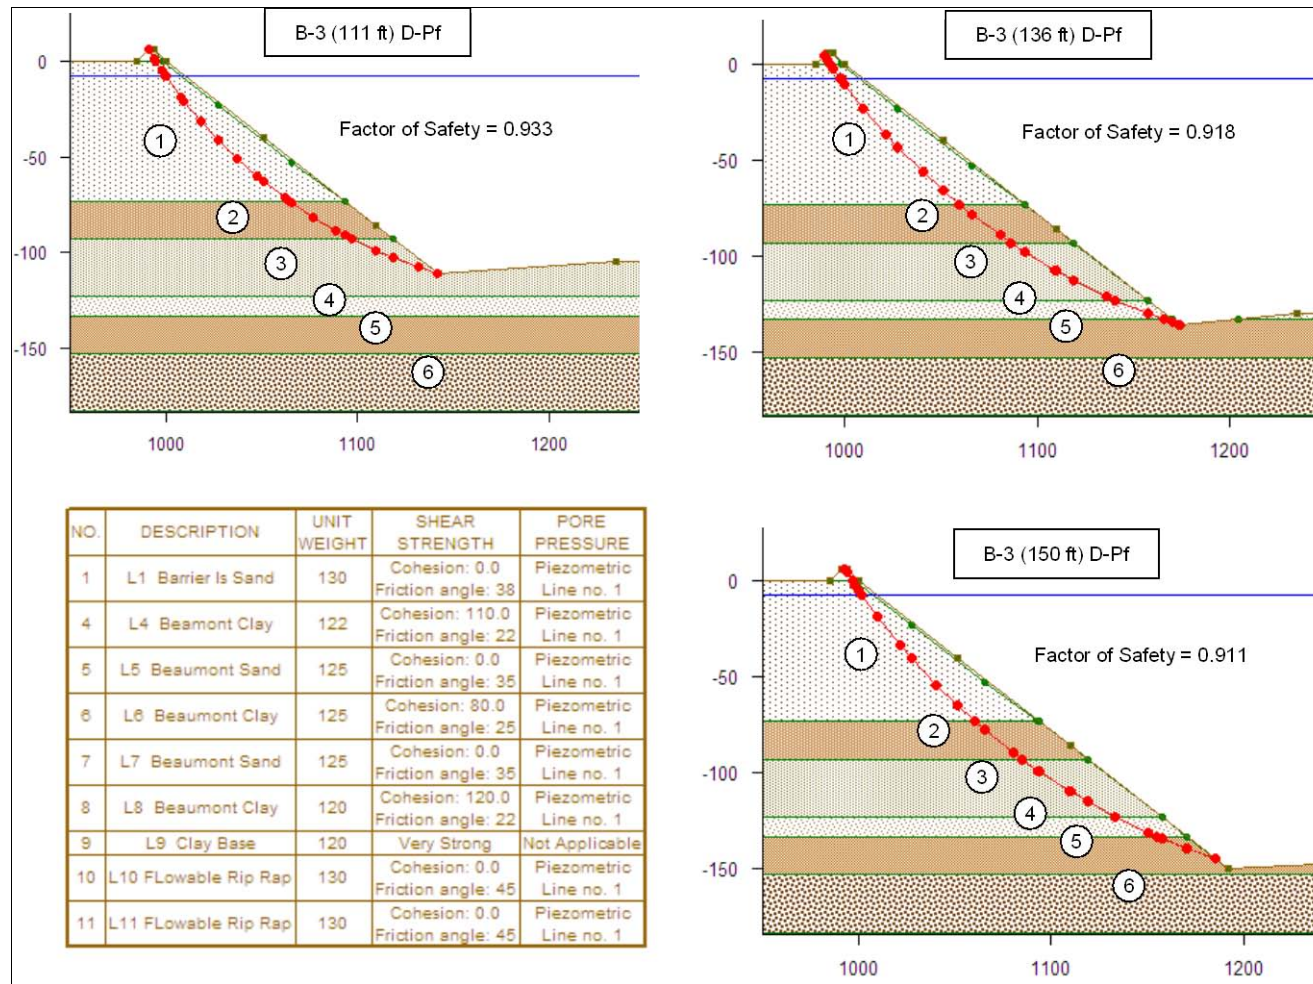 B-3 (111 ft) D-Pf
0
-50
-100
-150
Factor of Safety = 0.933
1
2
3
4
5
6
1000
1100
1200
B-3 (136 ft) D-Pf
0
-50
-100
-150
Factor of Safety = 0.918
1
2
3
4
5
6
1000
1100
1200
NO. DESCRIPTION UNIT WEIGHT SHEAR STRENGTH PORE PRESSURE
1 L1 Barrier Is Sand 130 Cohesion: 0.0 Friction angle: 38 Piezometric Line no. 1
4 L4 Beamont Clay 122 Cohesion: 110.0 Friction angle: 22 Piezometric Line no. 1
5 L5 Beaumont Sand 125 Cohesion: 0.0 Friction angle: 35 Piezometric Line no. 1
6 L6 Beaumont Clay 125 Cohesion: 80.0 Friction angle: 25 Piezometric Line no. 1
7 L7 Beaumont Sand 125 Cohesion: 0.0 Friction angle: 35 Piezometric Line no. 1
8 L8 Beaumont Clay 120 Cohesion: 120.0 Friction angle: 22 Piezometric Line no. 1
9 L9 Clay Base 120 Very Strong Not Applicable
10 L10 FLowable Rip Rap 130 Cohesion: 0.0 Friction angle: 45 Piezometric Line no. 1
11 L11 FLowable Rip Rap 130 Cohesion: 0.0 Friction angle: 45 Piezometric Line no. 1
B-3 (150 ft) D-Pf
0
-50
-100
-150
Factor of Safety = 0.911
1
2
3
4
5
6
1000
1100
1200